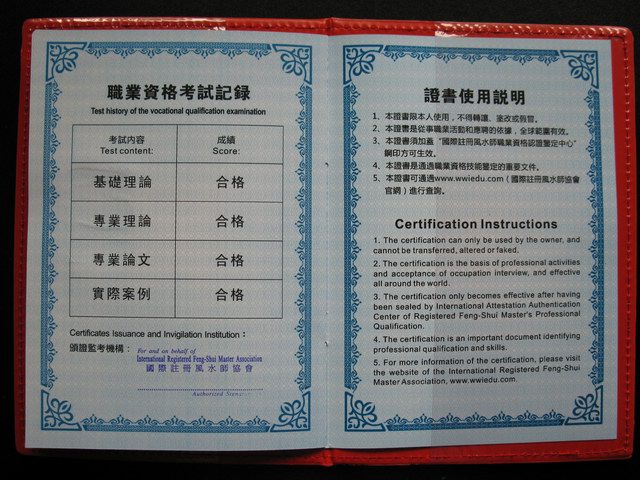 職業資格考試記錄
Test history of the vocational qualification examination
考試内容 成績
Test content: Score:
基礎理論 合格
專業理論 合格
專業論文 合格
實際案例 合格
Certificates Issuance and Invigilation Institution：
頒證監考機構：
For and on behalf of
International Registered Feng-Shui Master Association
國際註冊風水師協會
Authorized
證書使用説明
1、本證書限本人使用，不得轉讓、塗改或假冒。
2、本證書是從事職業活動和應聘的依據，全球範圍有效。
3、本證書須加蓋“國際註冊風水師職業資格認證鑒定中心”
鋼印方可生效。
4、本證書是通過職業資格技能鑒定的重要文件。
5、本證書可通過www.wwiedu.com（國際註冊風水師協會
官網）進行查詢。
Certification Instructions
1. The certification can only be used by the owner, and
cannot be transferred, altered or faked.
2. The certification is the basis of professional activities
and acceptance of occupation interview, and effective
all around the world.
3. The certification only becomes effective after having
been sealed by International Attestation Authentication
Center of Registered Feng-Shui Master's Professional
Qualification.
4. The certification is an important document identifying
professional qualification and skills.
5. For more information of the certification, please visit
the website of the International Registered Feng-Shui
Master Association, www.wwiedu.com.